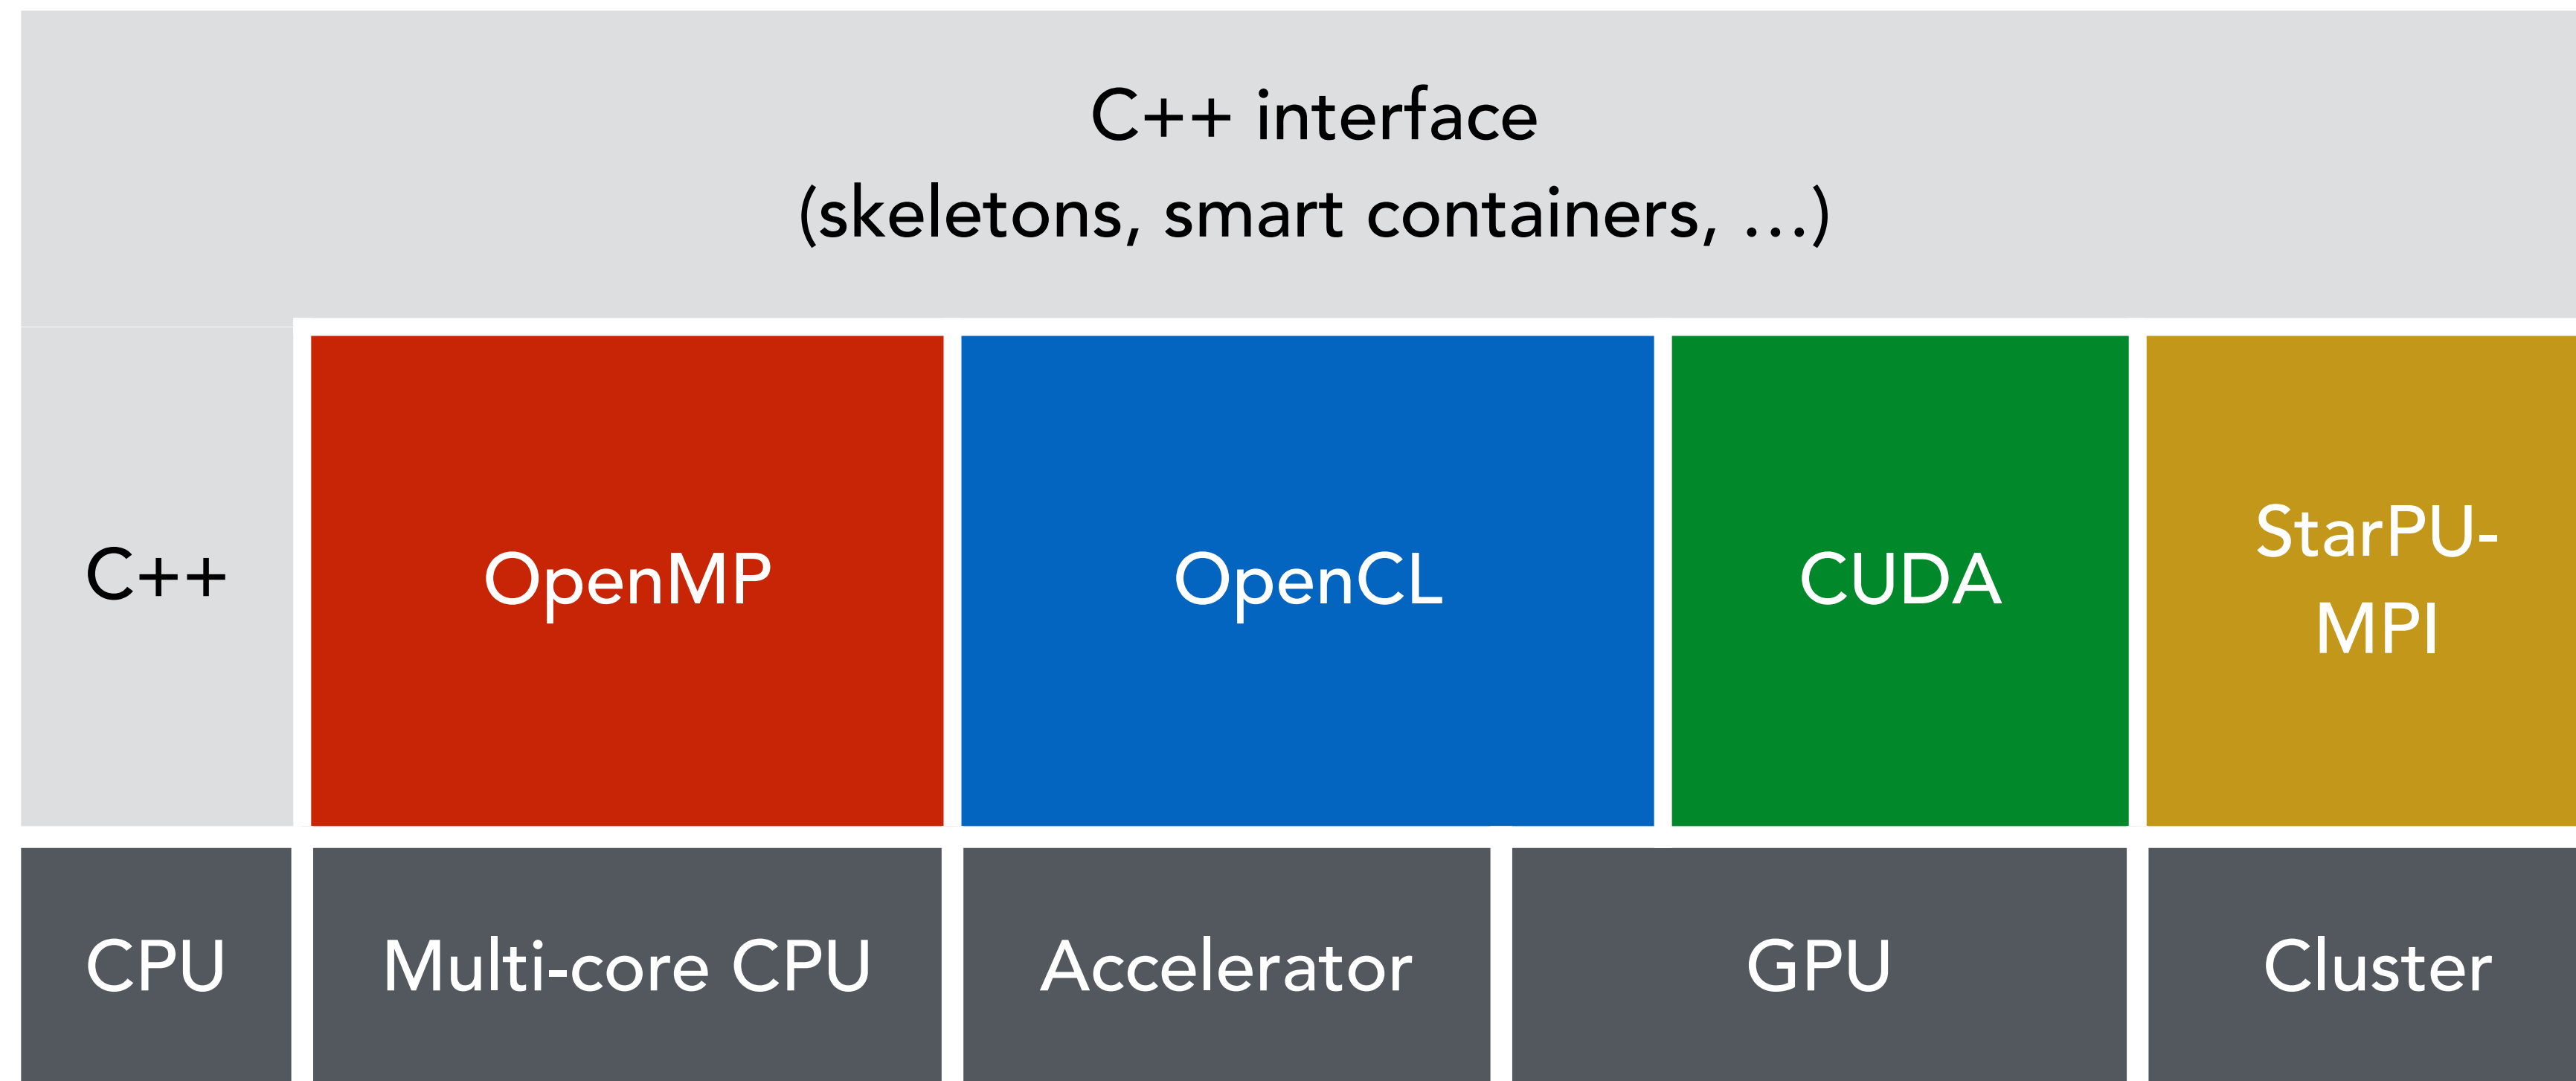 C++ interface
(skeletons, smart containers, ...)
C++
OpenMP
OpenCL
CUDA
StarPU-
MPI
CPU
Multi-core CPU
Accelerator
GPU
Cluster